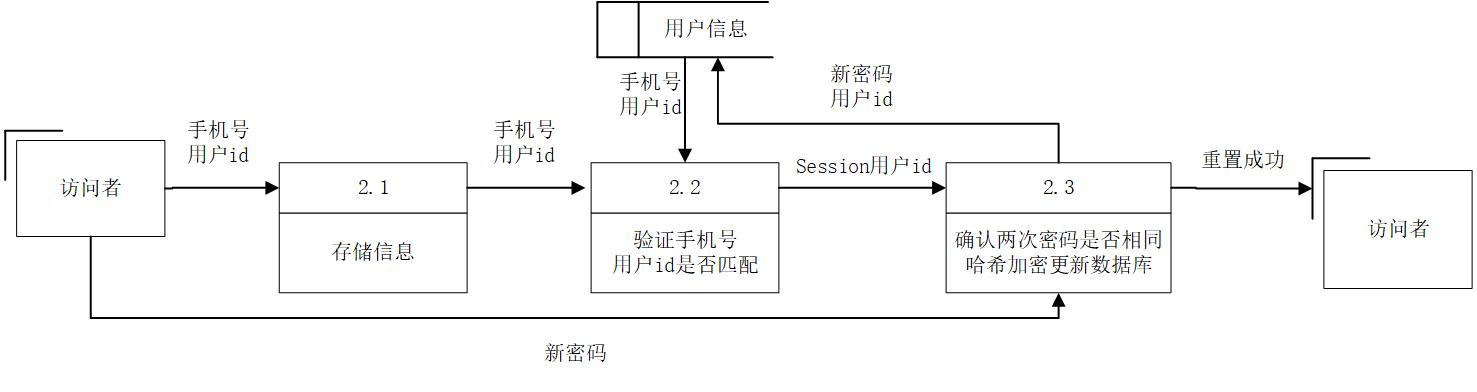 用户信息
手机号
用户id
新密码
用户id
手机号
用户id
手机号
用户id
Session用户id
重置成功
访问者
2.1
存储信息
2.2
验证手机号
用户id是否匹配
2.3
确认两次密码是否相同
哈希加密更新数据库
访问者
新密码